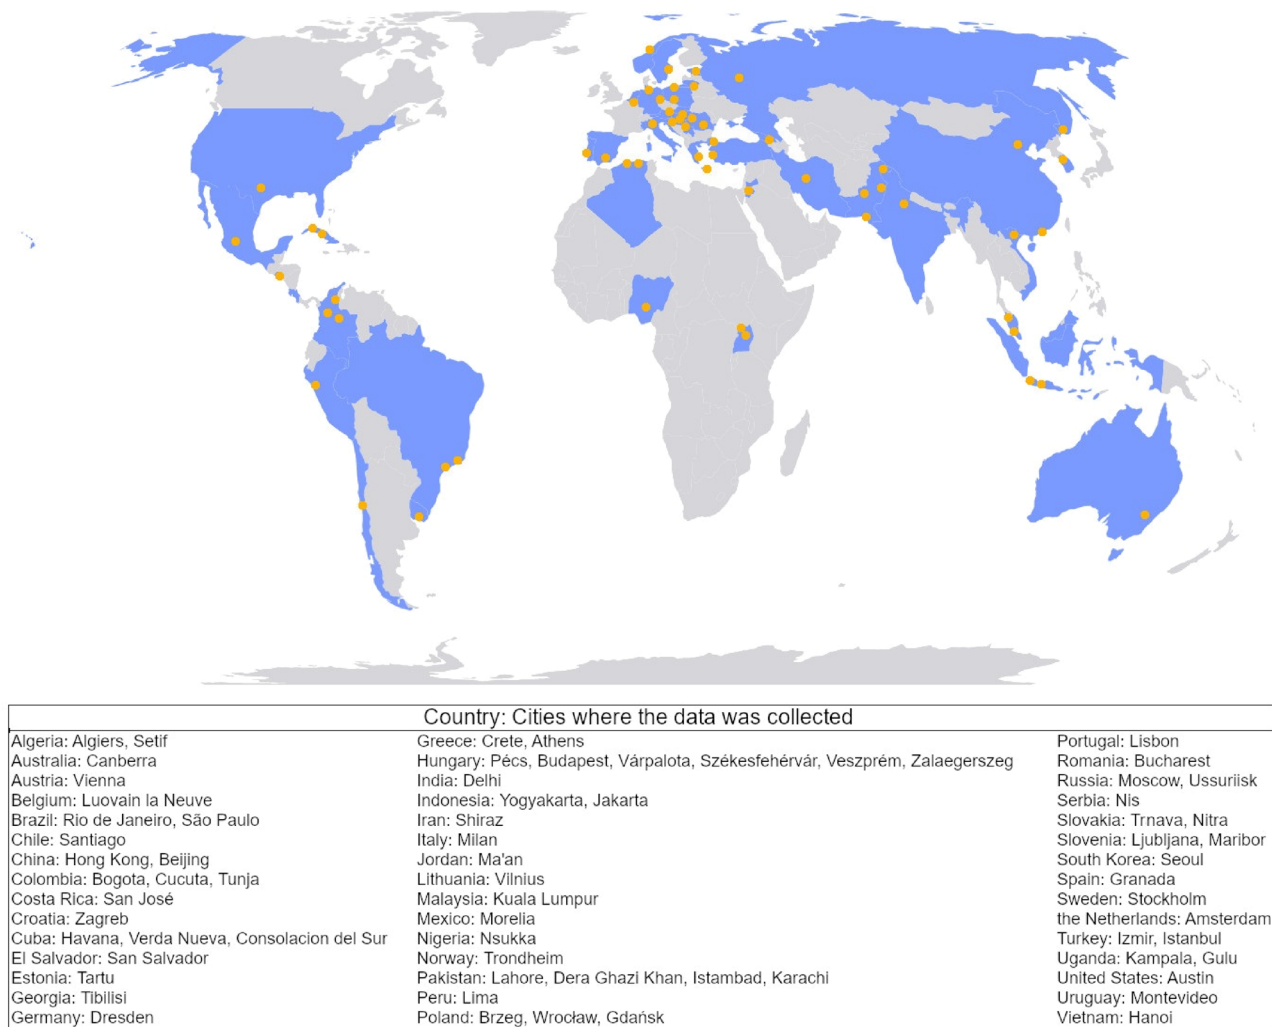 Country: Cities where the data was collected
Algeria: Algiers, Setif
Australia: Canberra
Austria: Vienna
Belgium: Luovain la Neuve
Brazil: Rio de Janeiro, São Paulo
Chile: Santiago
China: Hong Kong, Beijing
Colombia: Bogota, Cucuta, Tunja
Costa Rica: San José
Croatia: Zagreb
Cuba: Havana, Verda Nueva, Consolacion del Sur
El Salvador: San Salvador
Estonia: Tartu
Georgia: Tibilisi
Germany: Dresden
Greece: Crete, Athens
Hungary: Pécs, Budapest, Várpalota, Székesfehérvár, Veszprém, Zalaegerszeg
India: Delhi
Indonesia: Yogyakarta, Jakarta
Iran: Shiraz
Italy: Milan
Jordan: Ma'an
Lithuania: Vilnius
Malaysia: Kuala Lumpur
Mexico: Morelia
Nigeria: Nsukka
Norway: Trondheim
Pakistan: Lahore, Dera Ghazi Khan, Istambad, Karachi
Peru: Lima
Poland: Brzeg, Wrocław, Gdańsk
Portugal: Lisbon
Romania: Bucharest
Russia: Moscow, Ussuriisk
Serbia: Nis
Slovakia: Trnava, Nitra
Slovenia: Ljubljana, Maribor
South Korea: Seoul
Spain: Granada
Sweden: Stockholm
the Netherlands: Amsterdam
Turkey: Izmir, Istanbul
Uganda: Kampala, Gulu
United States: Austin
Uruguay: Montevideo
Vietnam: Hanoi